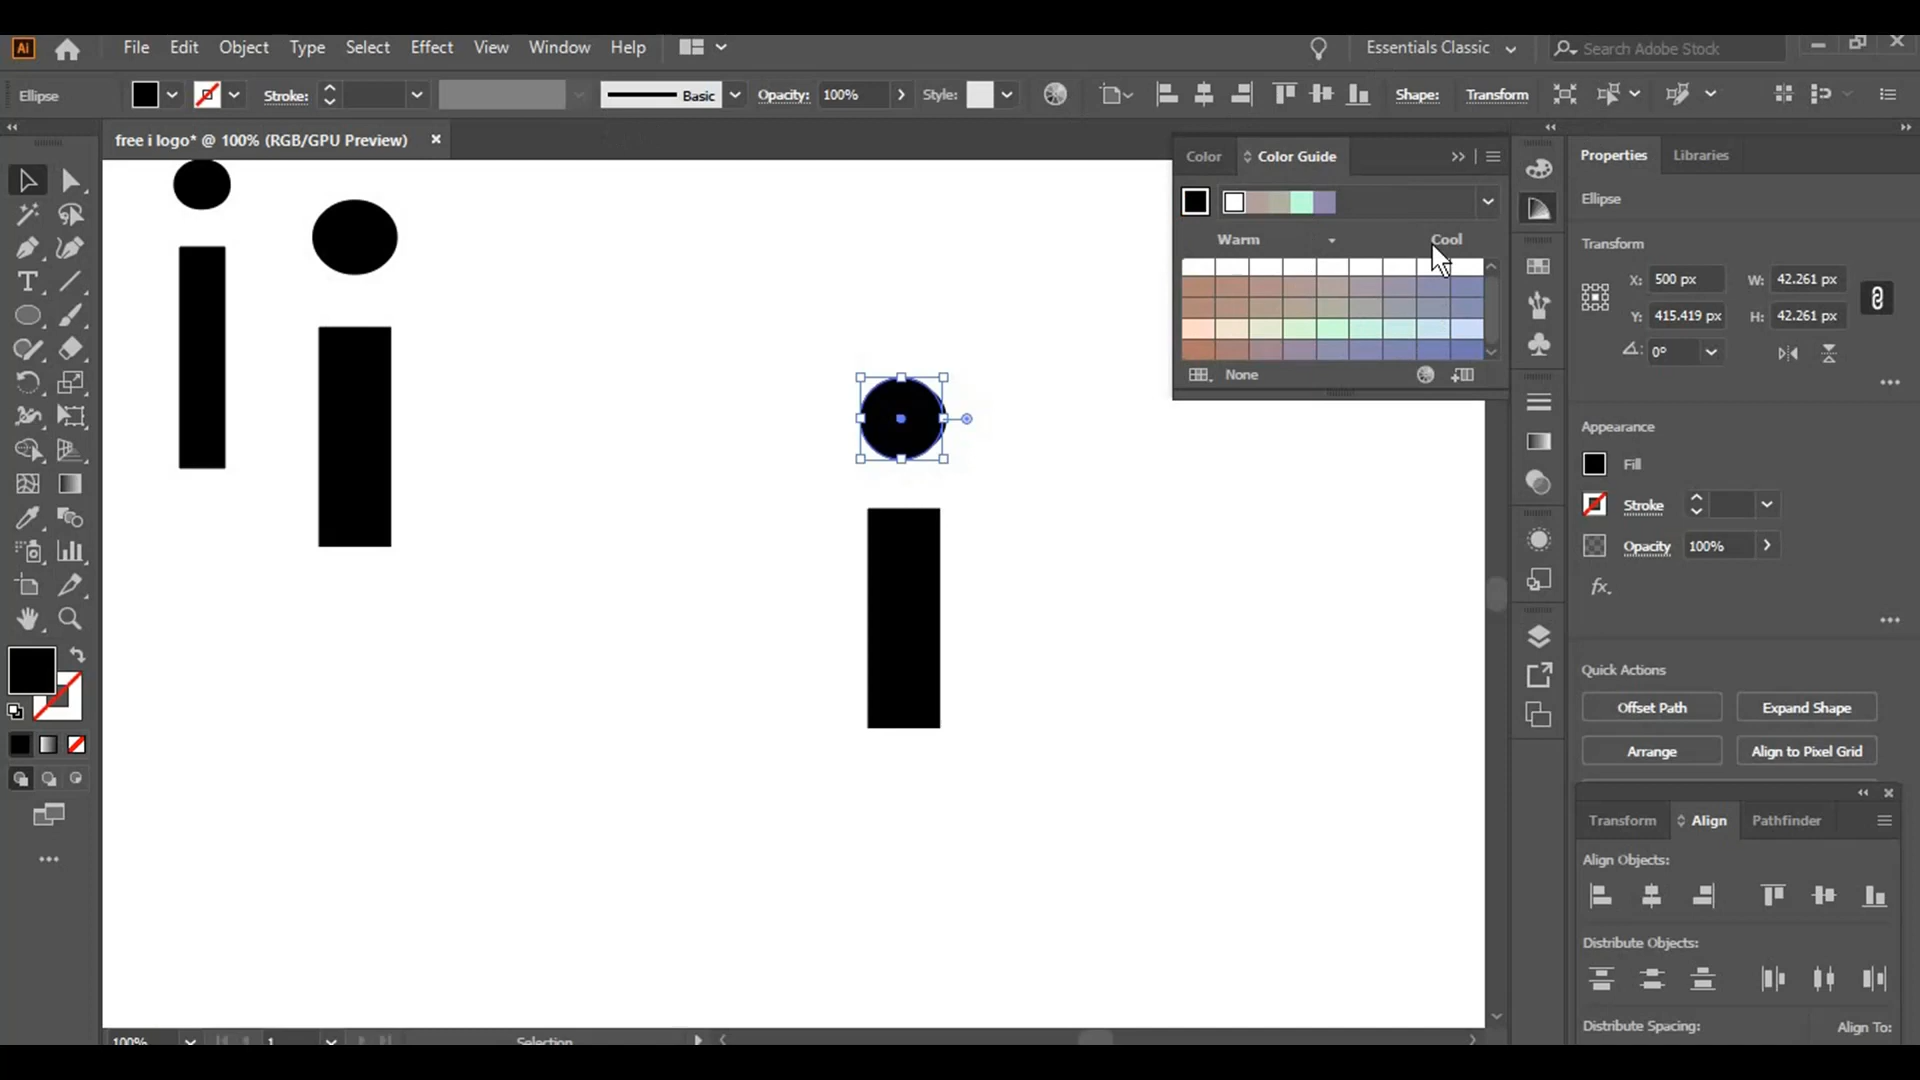 Ai File Edit Object Type Select Effect View Window Help Essentials Classic Search Adobe Stock
Ellipse Stroke: Basic Opacity: 100% Style: Shape: Transform
free i logo* @ 100% (RGB/GPU Preview)
Color Color Guide
Properties Libraries
Ellipse
Warm Cool
Transform
X: 500 px W: 42.261 px
Y: 415.419 px H: 42.261 px
0°
None
Appearance
Fill
Stroke
Opacity 100%
fx
Quick Actions
Offset Path Expand Shape
Arrange Align to Pixel Grid
Transform Align Pathfinder
Align Objects:
Distribute Objects:
Distribute Spacing: Align To:
100% 1 Selection